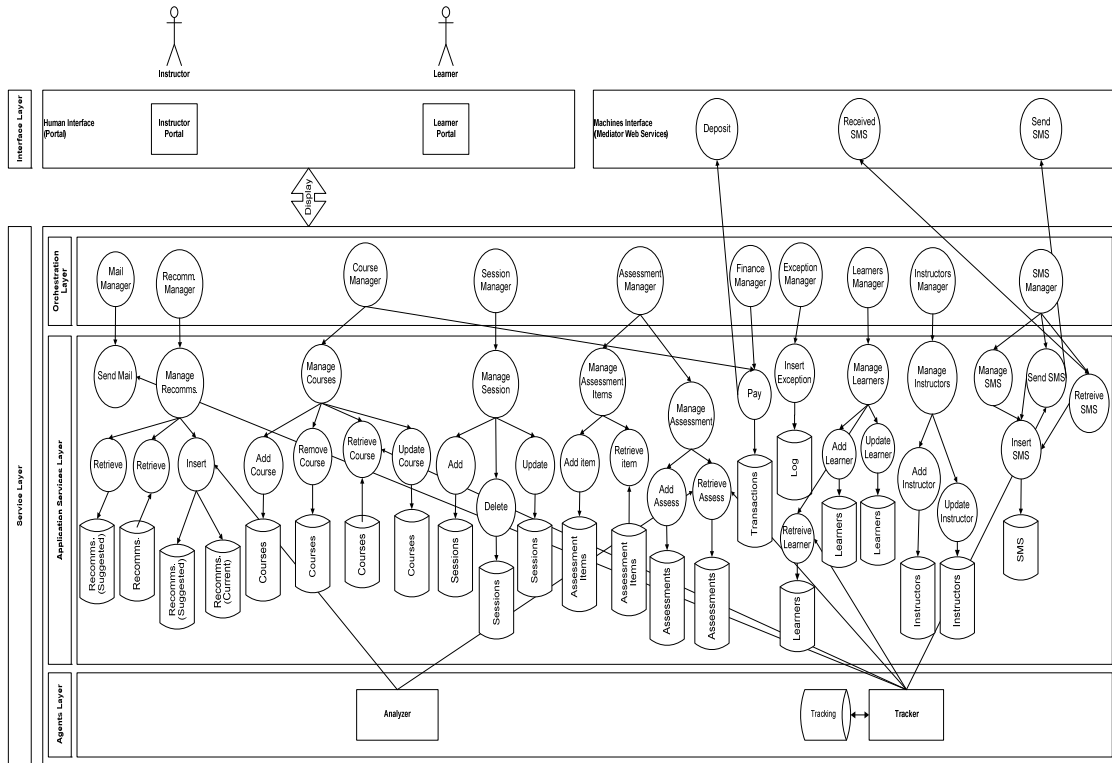 Instructor
Learner
Interface Layer
Human Interface
(Portal)
Instructor
Portal
Learner
Portal
Machines Interface
(Mediator Web Services)
Deposit
Received
SMS
Send
SMS
Display
Service Layer
Orchestration
Layer
Mail
Manager
Recomm.
Manager
Course
Manager
Session
Manager
Assessment
Manager
Finance
Manager
Exception
Manager
Learners
Manager
Instructors
Manager
SMS
Manager
Application Services Layer
Send Mail
Manage
Recomms.
Manage
Courses
Manage
Session
Manage
Assessment
Items
Manage
Assessment
Pay
Insert
Exception
Manage
Learners
Manage
Instructors
Manage
SMS
Send SMS
Retreive
SMS
Retrieve
Retrieve
Insert
Add
Course
Remove
Course
Retrieve
Course
Update
Course
Add
Delete
Update
Add item
Retrieve
item
Add
Assess
Retrieve
Assess
Add
Learner
Update
Learner
Retreive
Learner
Add
Instructor
Update
Instructor
Insert
SMS
Recomms.
(Suggested)
Recomms.
Recomms.
(Suggested)
Recomms.
(Current)
Courses
Courses
Courses
Courses
Sessions
Sessions
Sessions
Assessment
Items
Assessment
Items
Assessments
Assessments
Transactions
Log
Learners
Learners
Learners
Instructors
Instructors
SMS
Agents Layer
Analyzer
Tracking
Tracker